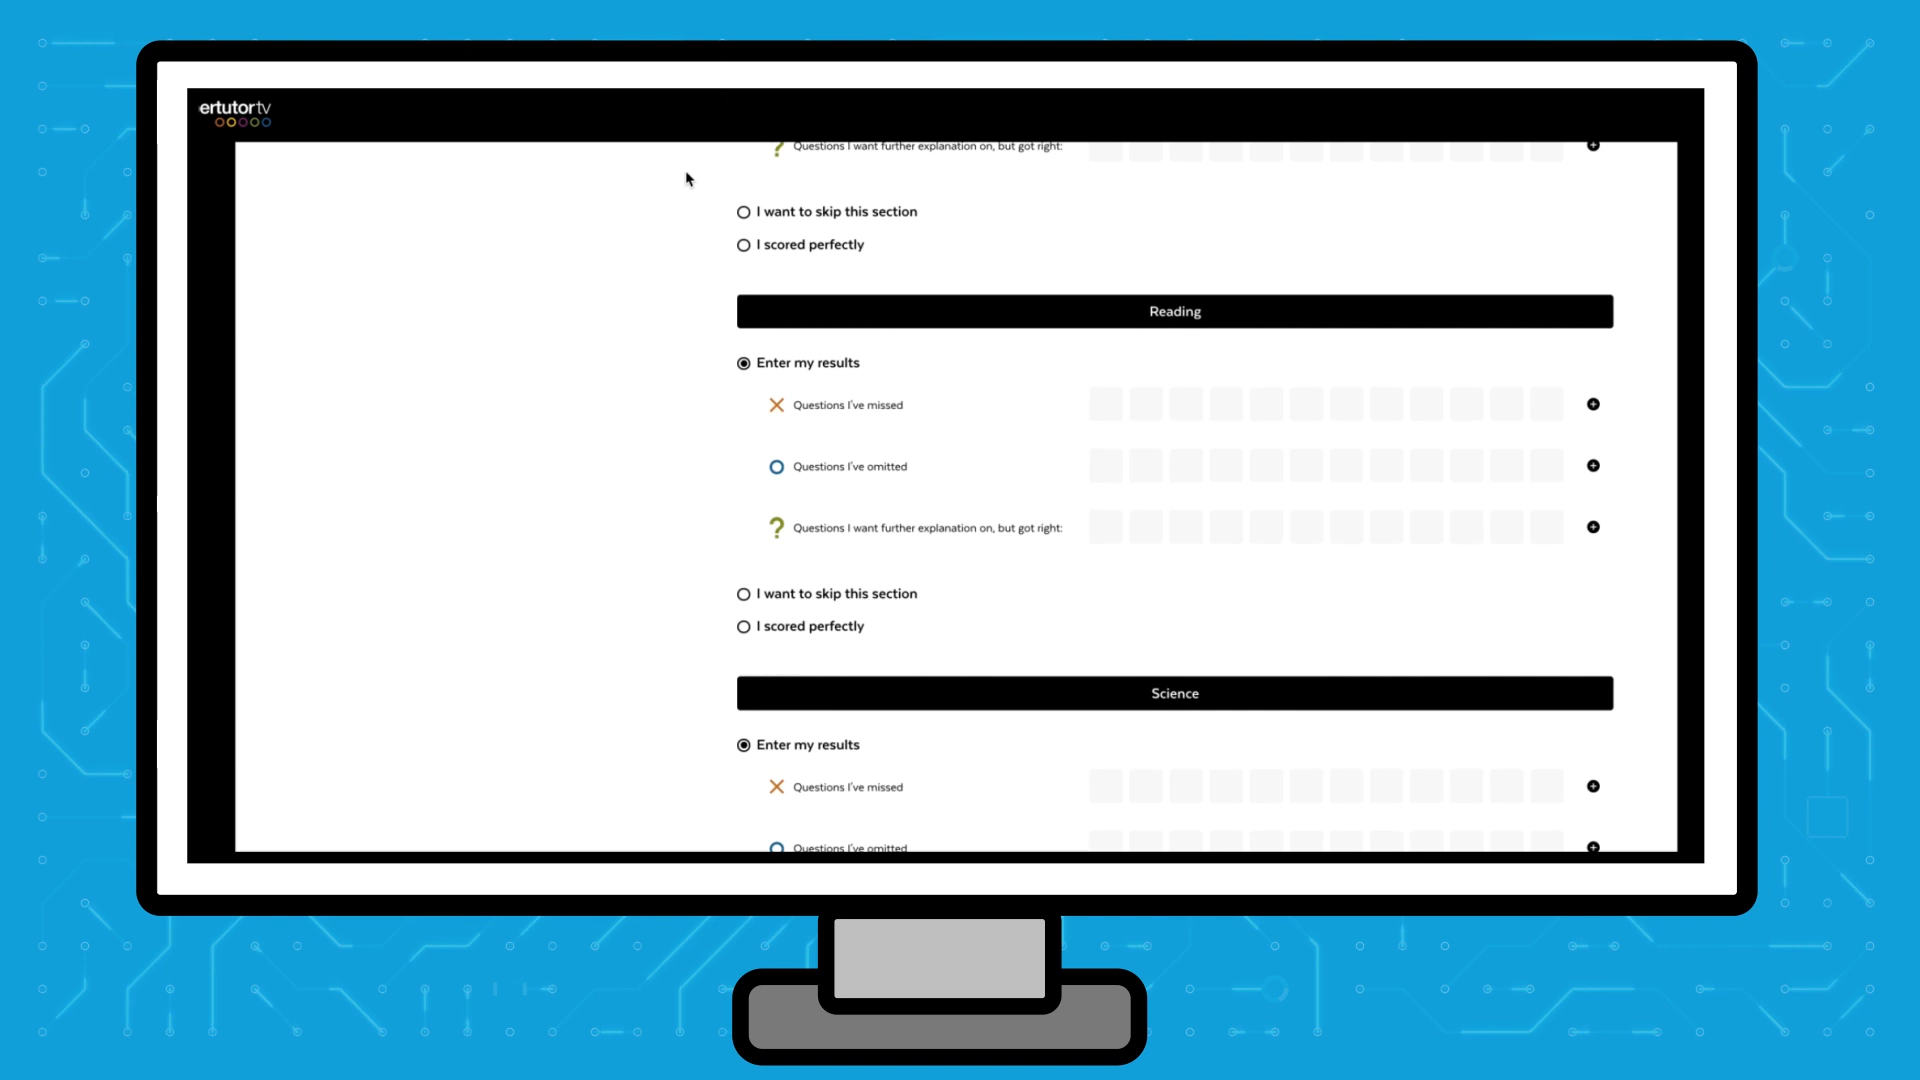 ertutortv
Questions I want further explanation on, but got right:
I want to skip this section
I scored perfectly
Reading
Enter my results
Questions I've missed
Questions I've omitted
Questions I want further explanation on, but got right:
I want to skip this section
I scored perfectly
Science
Enter my results
Questions I've missed
Questions I've omitted